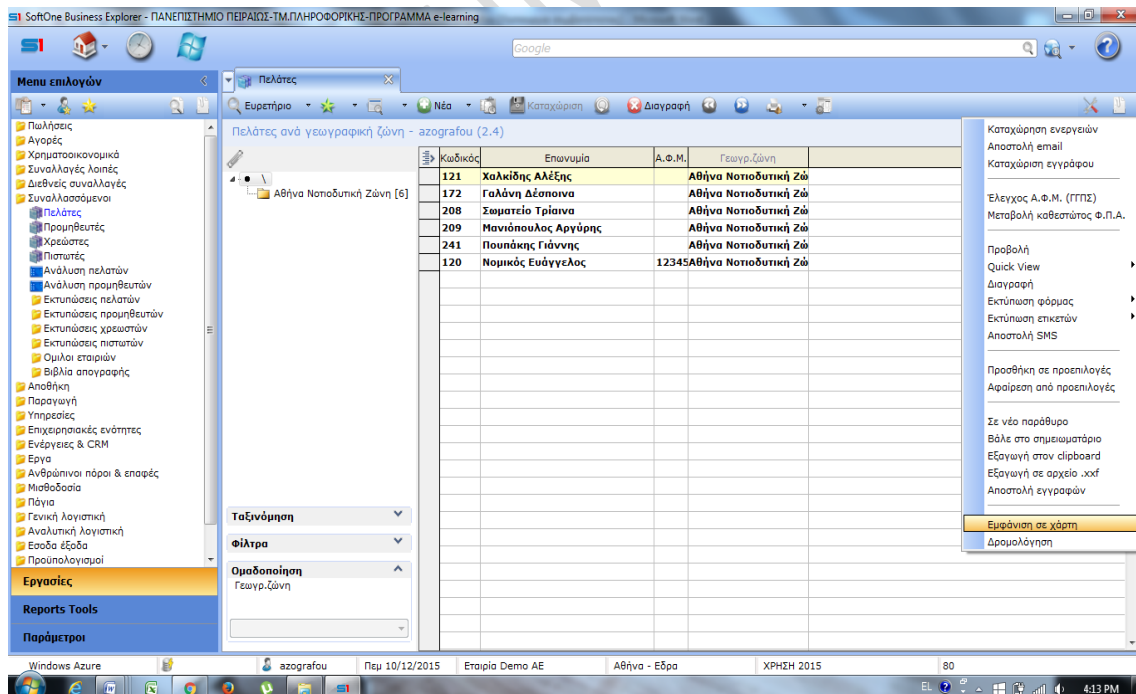 S1 SoftOne Business Explorer - ΠΑΝΕΠΙΣΤΗΜΙΟ ΠΕΙΡΑΙΩΣ-ΤΜ.ΠΛΗΡΟΦΟΡΙΚΗΣ-ΠΡΟΓΡΑΜΜΑ e-learning
S1
Google
Menu επιλογών
Πελάτες
Ευρετήριο
Νέα
Καταχώριση
Διαγραφή
Πωλήσεις
Αγορές
Χρηματοοικονομικά
Συναλλαγές λοιπές
Διεθνείς συναλλαγές
Συναλλασσόμενοι
Πελάτες
Προμηθευτές
Χρεώστες
Πιστωτές
Ανάλυση πελατών
Ανάλυση προμηθευτών
Εκτυπώσεις πελατών
Εκτυπώσεις προμηθευτών
Εκτυπώσεις χρεωστών
Εκτυπώσεις πιστωτών
Ομιλοι εταιριών
Βιβλία απογραφής
Αποθήκη
Παραγωγή
Υπηρεσίες
Επιχειρησιακές ενότητες
Ενέργειες & CRM
Εργα
Ανθρώπινοι πόροι & επαφές
Μισθοδοσία
Πάγια
Γενική λογιστική
Αναλυτική λογιστική
Εσοδα έξοδα
Προϋπολογισμοί
Εργασίες
Reports Tools
Παράμετροι
Πελάτες ανά γεωγραφική ζώνη - azografou (2.4)
\
Αθήνα Νοτιοδυτική Ζώνη [6]
Ταξινόμηση
Φίλτρα
Ομαδοποίηση
Γεωγρ.ζώνη
Κωδικός Επωνυμία Α.Φ.Μ. Γεωγρ.ζώνη
121 Χαλκίδης Αλέξης Αθήνα Νοτιοδυτική Ζώ
172 Γαλάνη Δέσποινα Αθήνα Νοτιοδυτική Ζώ
208 Σωματείο Τρίαινα Αθήνα Νοτιοδυτική Ζώ
209 Μανιόπουλος Αργύρης Αθήνα Νοτιοδυτική Ζώ
241 Πουπάκης Γιάννης Αθήνα Νοτιοδυτική Ζώ
120 Νομικός Ευάγγελος 12345 Αθήνα Νοτιοδυτική Ζώ
Καταχώρηση ενεργειών
Αποστολή email
Καταχώριση εγγράφου
Έλεγχος Α.Φ.Μ. (ΓΓΠΣ)
Μεταβολή καθεστώτος Φ.Π.Α.
Προβολή
Quick View
Διαγραφή
Εκτύπωση φόρμας
Εκτύπωση ετικετών
Αποστολή SMS
Προσθήκη σε προεπιλογές
Αφαίρεση από προεπιλογές
Σε νέο παράθυρο
Βάλε στο σημειωματάριο
Εξαγωγή στον clipboard
Εξαγωγή σε αρχείο .xxf
Αποστολή εγγραφών
Εμφάνιση σε χάρτη
Δρομολόγηση
Windows Azure azografou Πεμ 10/12/2015 Εταιρία Demo AE Αθήνα - Εδρα ΧΡΗΣΗ 2015 80
EL 4:13 PM